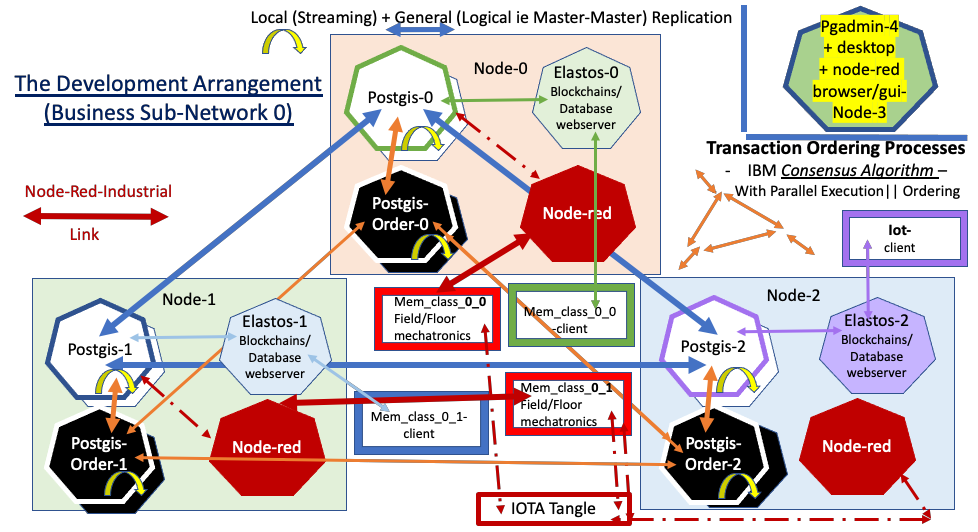 Local (Streaming) + General (Logical ie Master-Master) Replication
The Development Arrangement
(Business Sub-Network 0)
Node-Red-Industrial
Link
Node-0
Postgis-0
Elastos-0
Blockchains/
Database
webserver
Postgis-
Order-0
Node-red
Pgadmin-4
+ desktop
+ node-red
browser/gui-
Node-3
Transaction Ordering Processes
- IBM Consensus Algorithm –
With Parallel Execution|| Ordering
Iot-
client
Node-1
Postgis-1
Elastos-1
Blockchains/
Database
webserver
Postgis-
Order-1
Node-red
Mem_class_0_0
Field/Floor
mechatronics
Mem_class_0_0
-client
Mem_class_0_1-
client
Mem_class_0_1
Field/Floor
mechatronics
Node-2
Postgis-2
Elastos-2
Blockchains/
Database
webserver
Postgis-
Order-2
Node-red
IOTA Tangle